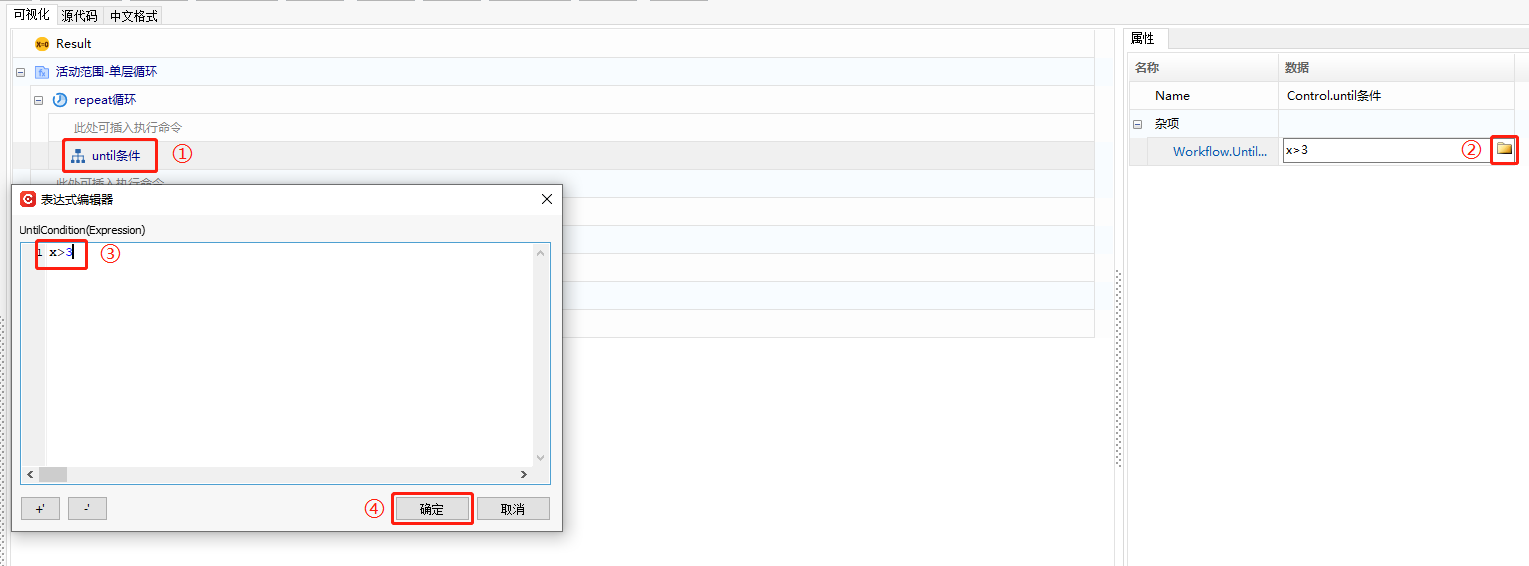 可视化 源代码 中文格式
Result
活动范围-单层循环
repeat循环
此处可插入执行命令
until条件 ①
此处可插入执行命令
表达式编辑器
UntilCondition(Expression)
1 x>3 ③
+' -' ④ 确定 取消
属性
名称 数据
Name Control.until条件
杂项
Workflow.Until... x>3 ②